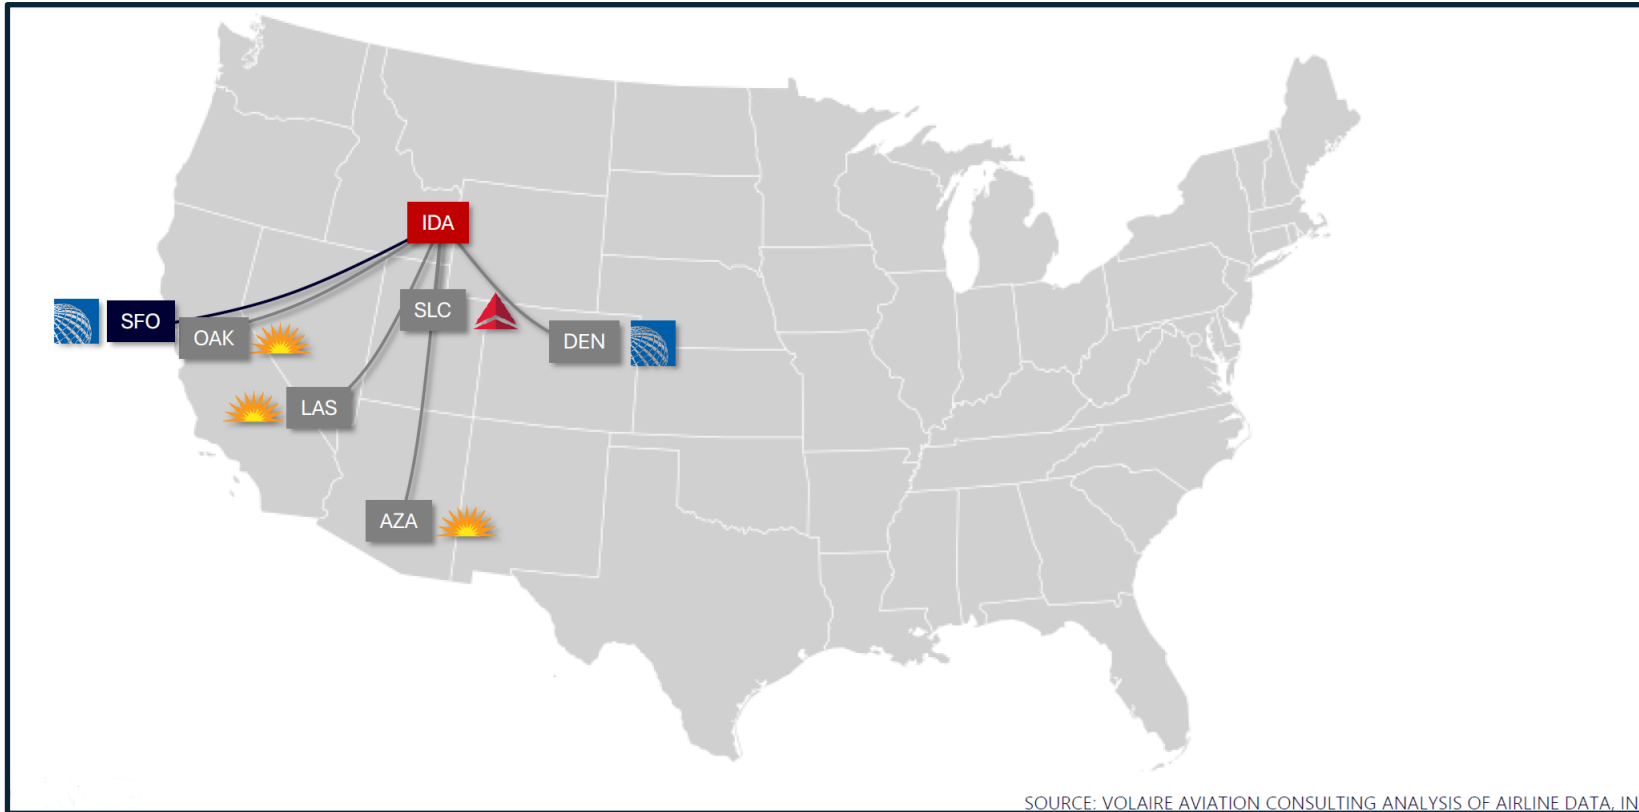 IDA
SFO
OAK
SLC
DEN
LAS
AZA
SOURCE: VOLAIRE AVIATION CONSULTING ANALYSIS OF AIRLINE DATA, IN